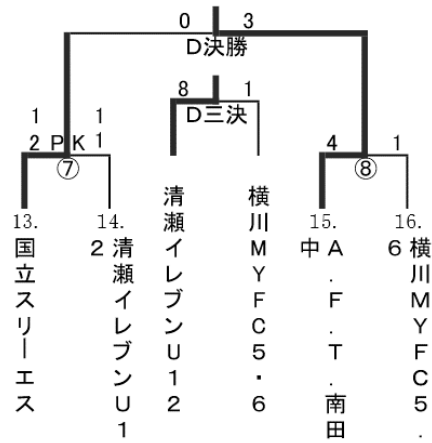 0 3
D決勝
8 1
D三決
1 1
2 PK 1
⑦
4 1
⑧
13.
国立スリーエス
14.
清瀬イレブンU1
2
清瀬イレブンU12
横川MYFC5・6
15.
A.F.T.南田
中
16.
横川MYFC5.
6